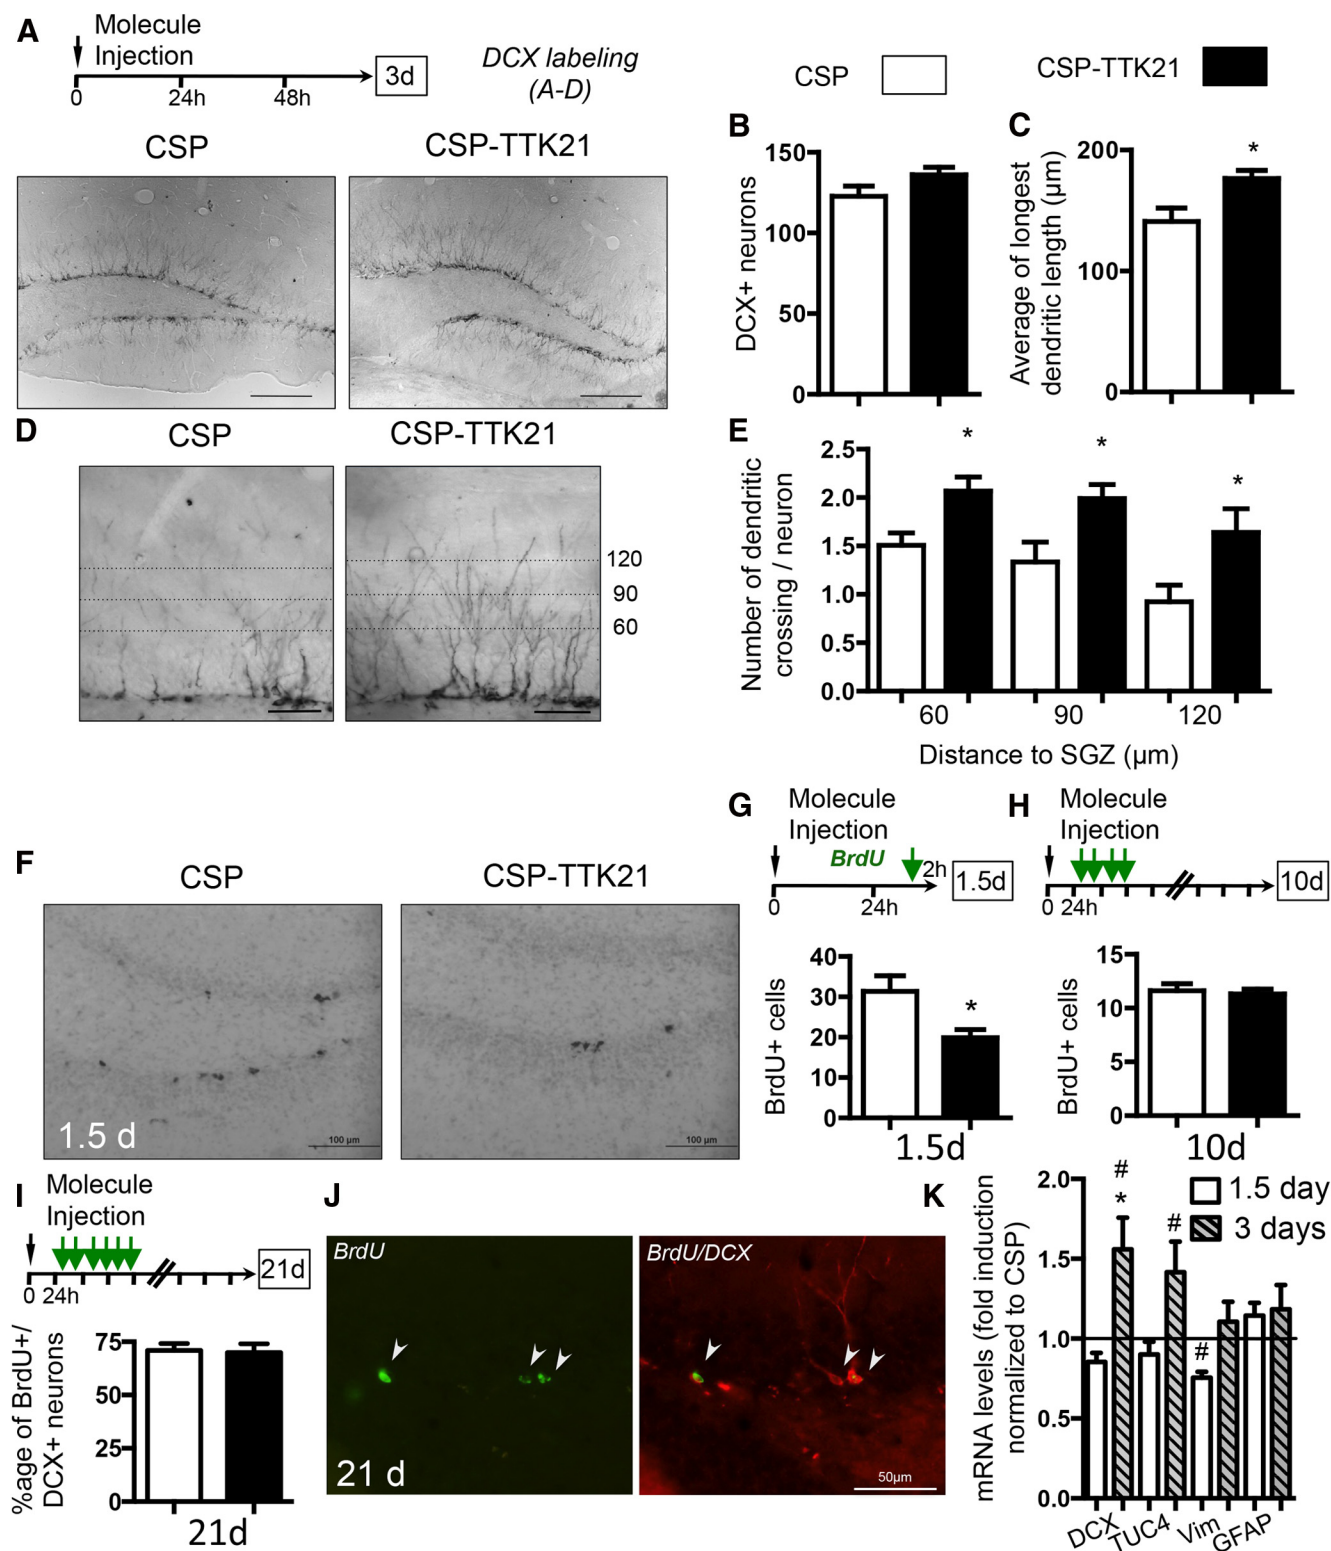 A
Molecule
Injection
0
24h
48h
3d
DCX labeling
(A-D)
CSP
CSP-TTK21
CSP
CSP-TTK21
B
DCX+ neurons
150
100
50
0
C
Average of longest
dendritic length (µm)
200
100
0
*
D
CSP
CSP-TTK21
120
90
60
E
Number of dendritic
crossing / neuron
2.5
2.0
1.5
1.0
0.5
0.0
*
*
*
60
90
120
Distance to SGZ (µm)
F
CSP
CSP-TTK21
1.5 d
100 µm
100 µm
G
Molecule
Injection
BrdU
2h
0
24h
1.5d
BrdU+ cells
40
30
20
10
0
*
1.5d
H
Molecule
Injection
0 24h
10d
BrdU+ cells
15
10
5
0
10d
I
Molecule
Injection
0 24h
21d
%age of BrdU+/
DCX+ neurons
75
50
25
0
21d
J
BrdU
21 d
BrdU/DCX
50µm
K
mRNA levels (fold induction
normalized to CSP)
2.0
1.5
1.0
0.5
0.0
#
*
#
#
1.5 day
3 days
DCX
TUC4
Vim
GFAP